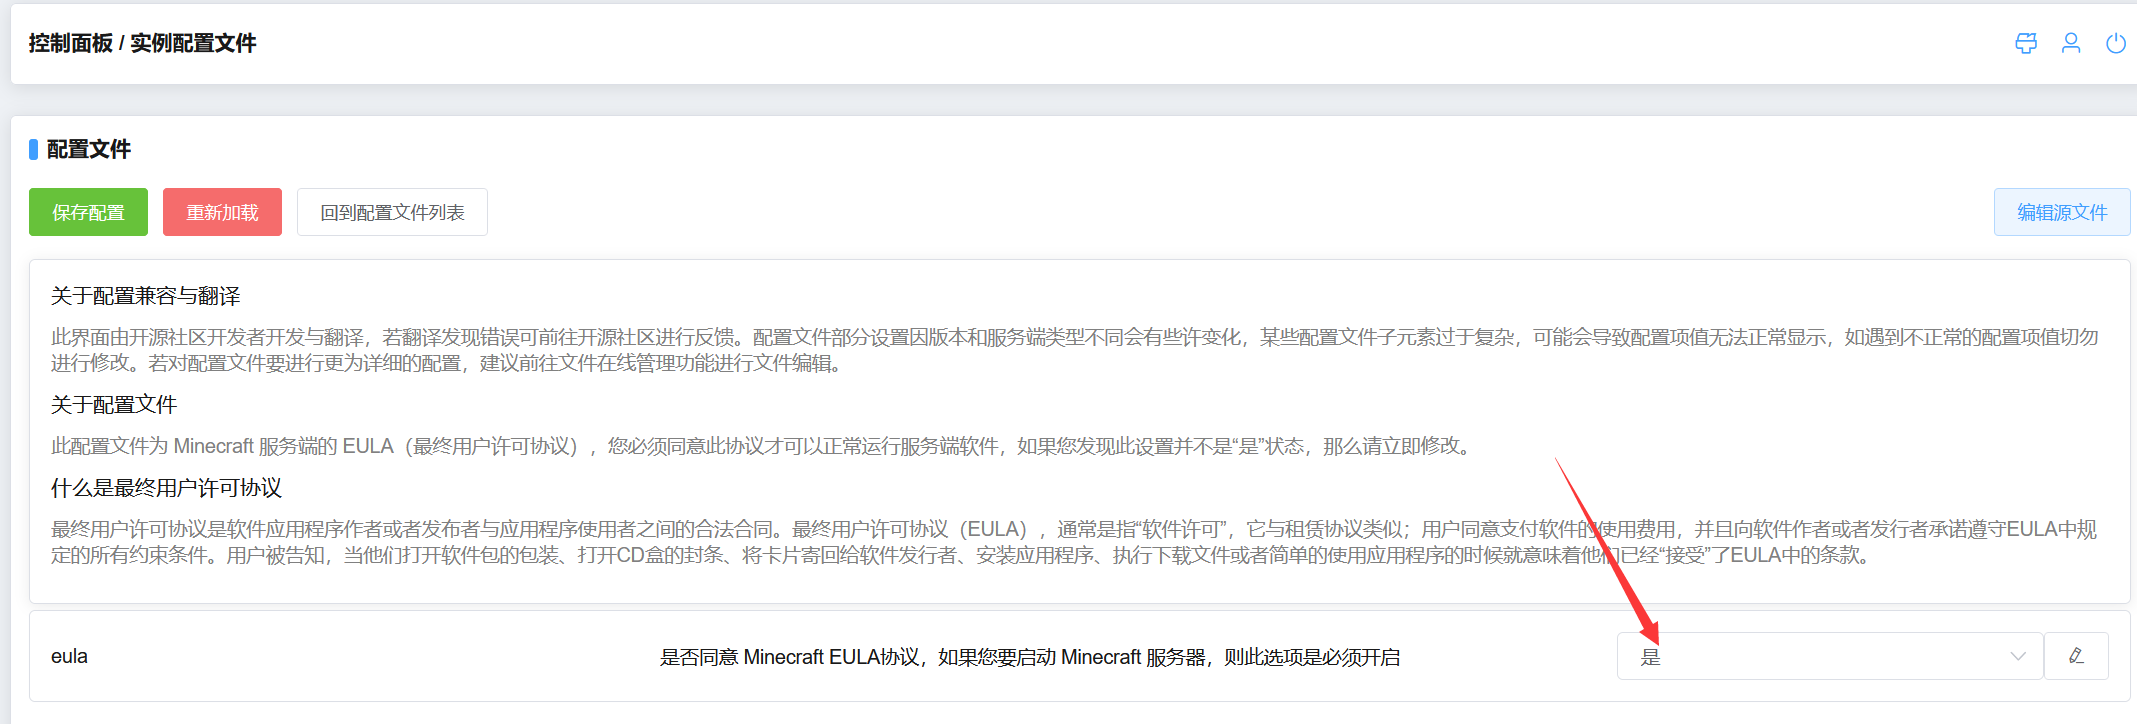 控制面板 / 实例配置文件
配置文件
保存配置
重新加载
回到配置文件列表
编辑源文件
关于配置兼容与翻译
此界面由开源社区开发者开发与翻译，若翻译发现错误可前往开源社区进行反馈。配置文件部分设置因版本和服务端类型不同会有些许变化，某些配置文件子元素过于复杂，可能会导致配置项值无法正常显示，如遇到不正常的配置项值切勿
进行修改。若对配置文件要进行更为详细的配置，建议前往文件在线管理功能进行文件编辑。
关于配置文件
此配置文件为 Minecraft 服务端的 EULA（最终用户许可协议），您必须同意此协议才可以正常运行服务端软件，如果您发现此设置并不是“是”状态，那么请立即修改。
什么是最终用户许可协议
最终用户许可协议是软件应用程序作者或者发布者与应用程序使用者之间的合法合同。最终用户许可协议（EULA），通常是指“软件许可”，它与租赁协议类似；用户同意支付软件的使用费用，并且向软件作者或者发行者承诺遵守EULA中规
定的所有约束条件。用户被告知，当他们打开软件包的包装、打开CD盒的封条、将卡片寄回给软件发行者、安装应用程序、执行下载文件或者简单的使用应用程序的时候就意味着他们已经“接受”了EULA中的条款。
eula
是否同意 Minecraft EULA协议，如果您要启动 Minecraft 服务器，则此选项是必须开启
是